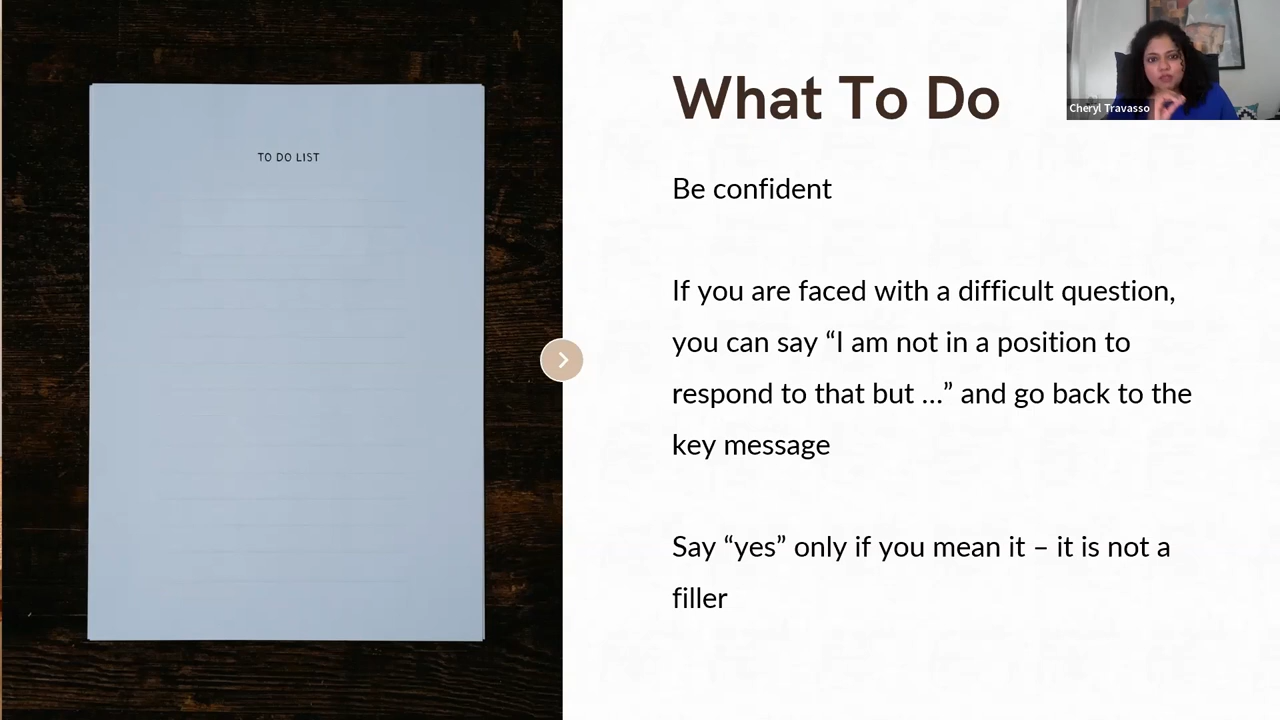 TO DO LIST
What To Do
Cheryl Travasso
Be confident
If you are faced with a difficult question,
you can say “I am not in a position to
respond to that but ...” and go back to the
key message
Say “yes” only if you mean it – it is not a
filler